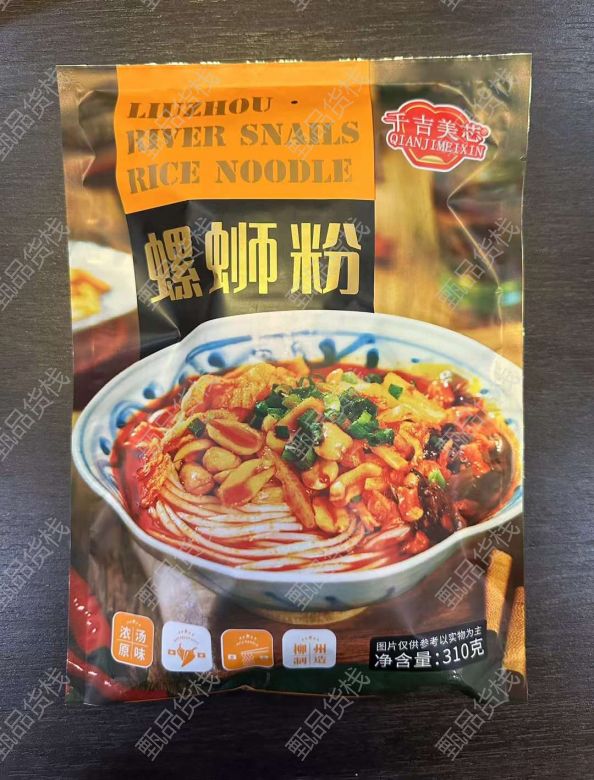 LIUZHOU
RIVER SNAILS
RICE NOODLE
千吉美芯
QIANJIMEIXIN
螺蛳粉
浓汤
原味
柳州
制造
图片仅供参考以实物为主
净含量:310克
甄品货栈